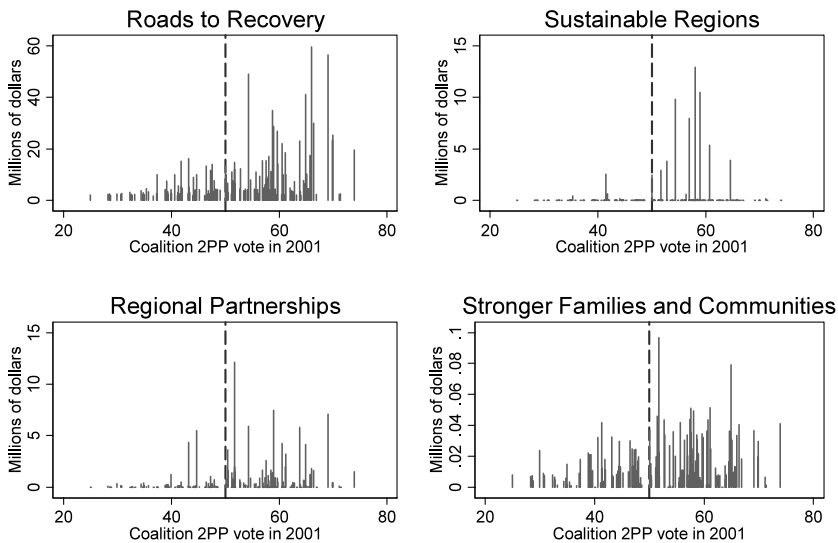 Roads to Recovery
Millions of dollars
0 20 40 60
20 40 60 80
Coalition 2PP vote in 2001
Sustainable Regions
Millions of dollars
0 5 10 15
20 40 60 80
Coalition 2PP vote in 2001
Regional Partnerships
Millions of dollars
0 5 10 15
20 40 60 80
Coalition 2PP vote in 2001
Stronger Families and Communities
Millions of dollars
0 .02 .04 .06 .08 .1
20 40 60 80
Coalition 2PP vote in 2001